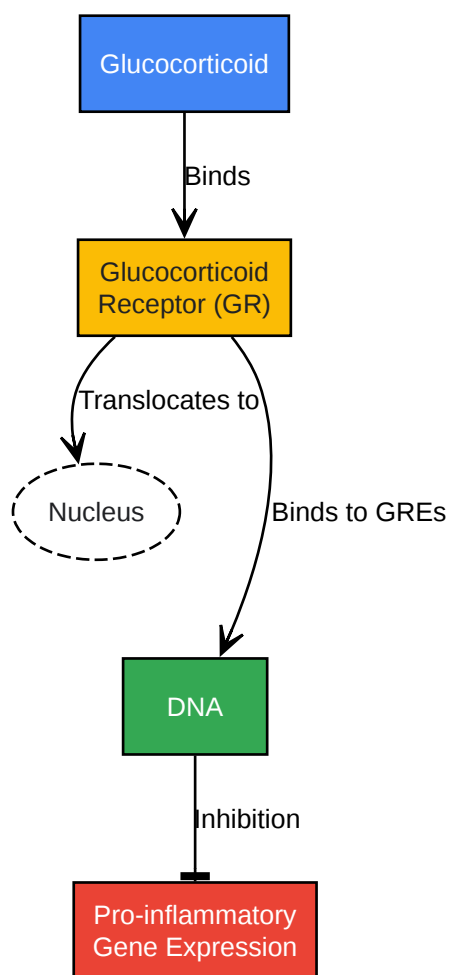 Glucocorticoid
Binds
Glucocorticoid
Receptor (GR)
Translocates to
Nucleus
Binds to GREs
DNA
Inhibition
Pro-inflammatory
Gene Expression